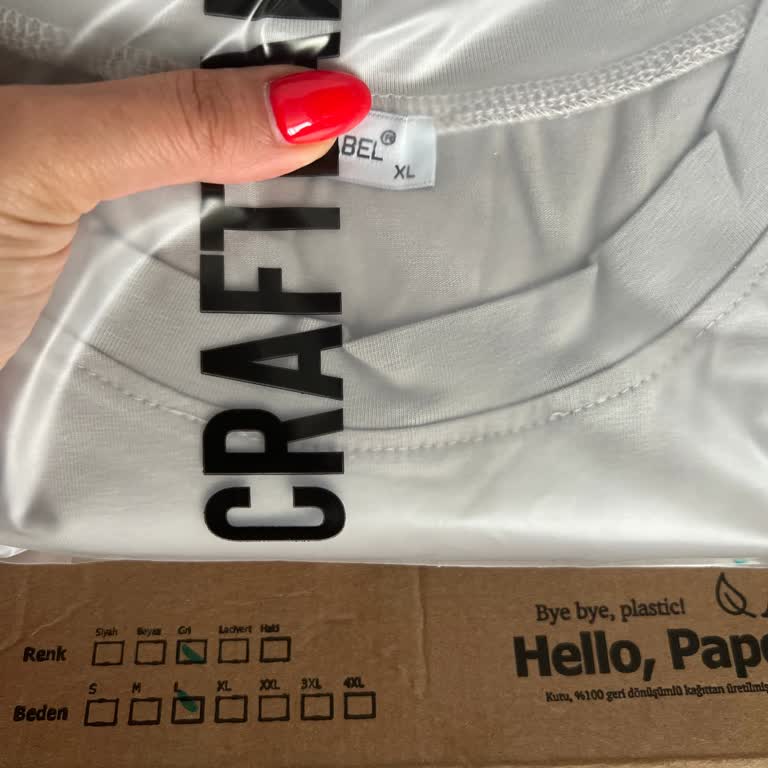 BEL®
XL
CRAFT
Siyah Beyaz Gri Lacivert Haki
Renk
S M L XL XXL 3XL 4XL
Beden
Bye bye, plastic!
Hello, Pape
Kutu, %100 geri dönüşümlü kağıttan üretilmiş